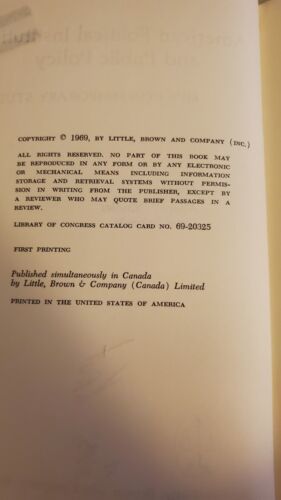 COPYRIGHT © 1969, BY LITTLE, BROWN AND COMPANY (INC.)
ALL RIGHTS RESERVED. NO PART OF THIS BOOK MAY
BE REPRODUCED IN ANY FORM OR BY ANY ELECTRONIC
OR MECHANICAL MEANS INCLUDING INFORMATION
STORAGE AND RETRIEVAL SYSTEMS WITHOUT PERMIS-
SION IN WRITING FROM THE PUBLISHER, EXCEPT BY
A REVIEWER WHO MAY QUOTE BRIEF PASSAGES IN A
REVIEW.
LIBRARY OF CONGRESS CATALOG CARD NO. 69-20325
FIRST PRINTING
Published simultaneously in Canada
by Little, Brown & Company (Canada) Limited
PRINTED IN THE UNITED STATES OF AMERICA